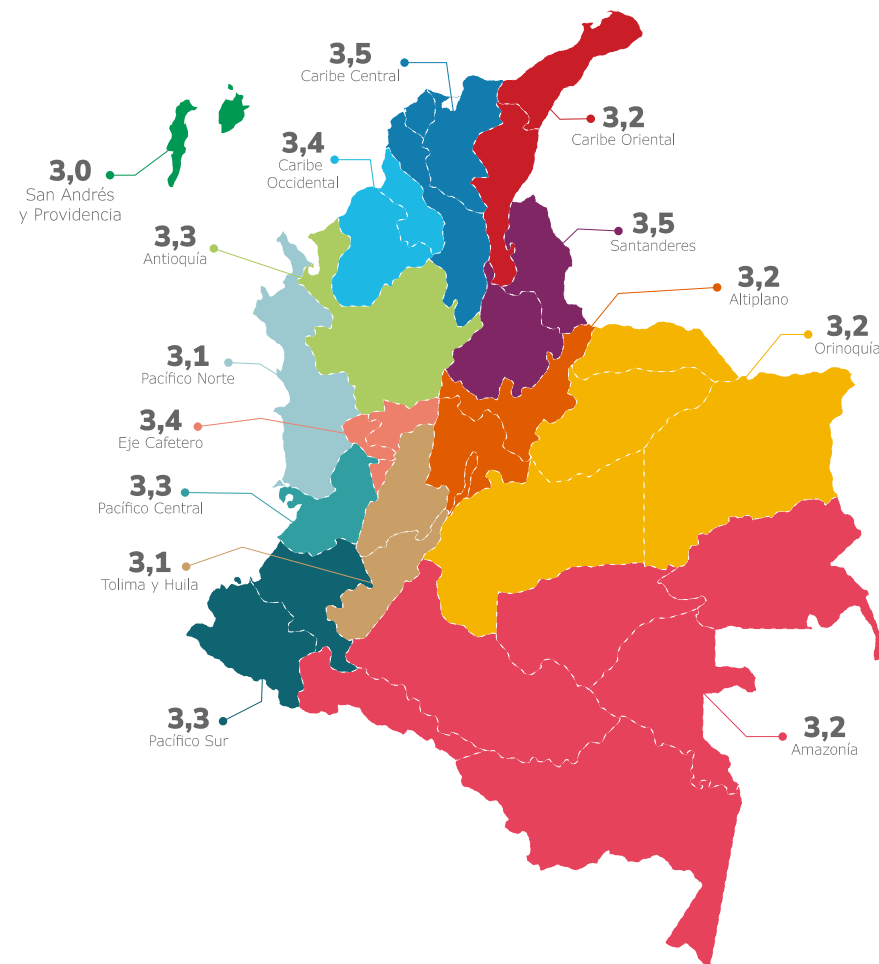 3,5
Caribe Central
3,2
Caribe Oriental
3,4
Caribe
Occidental
3,0
San Andrés
y Providencia
3,5
Santanderes
3,3
Antioquía
3,2
Altiplano
3,2
Orinoquía
3,1
Pacífico Norte
3,4
Eje Cafetero
3,3
Pacífico Central
3,1
Tolima y Huila
3,3
Pacífico Sur
3,2
Amazonía